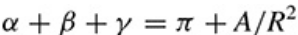 α + β + γ = π + A/R²